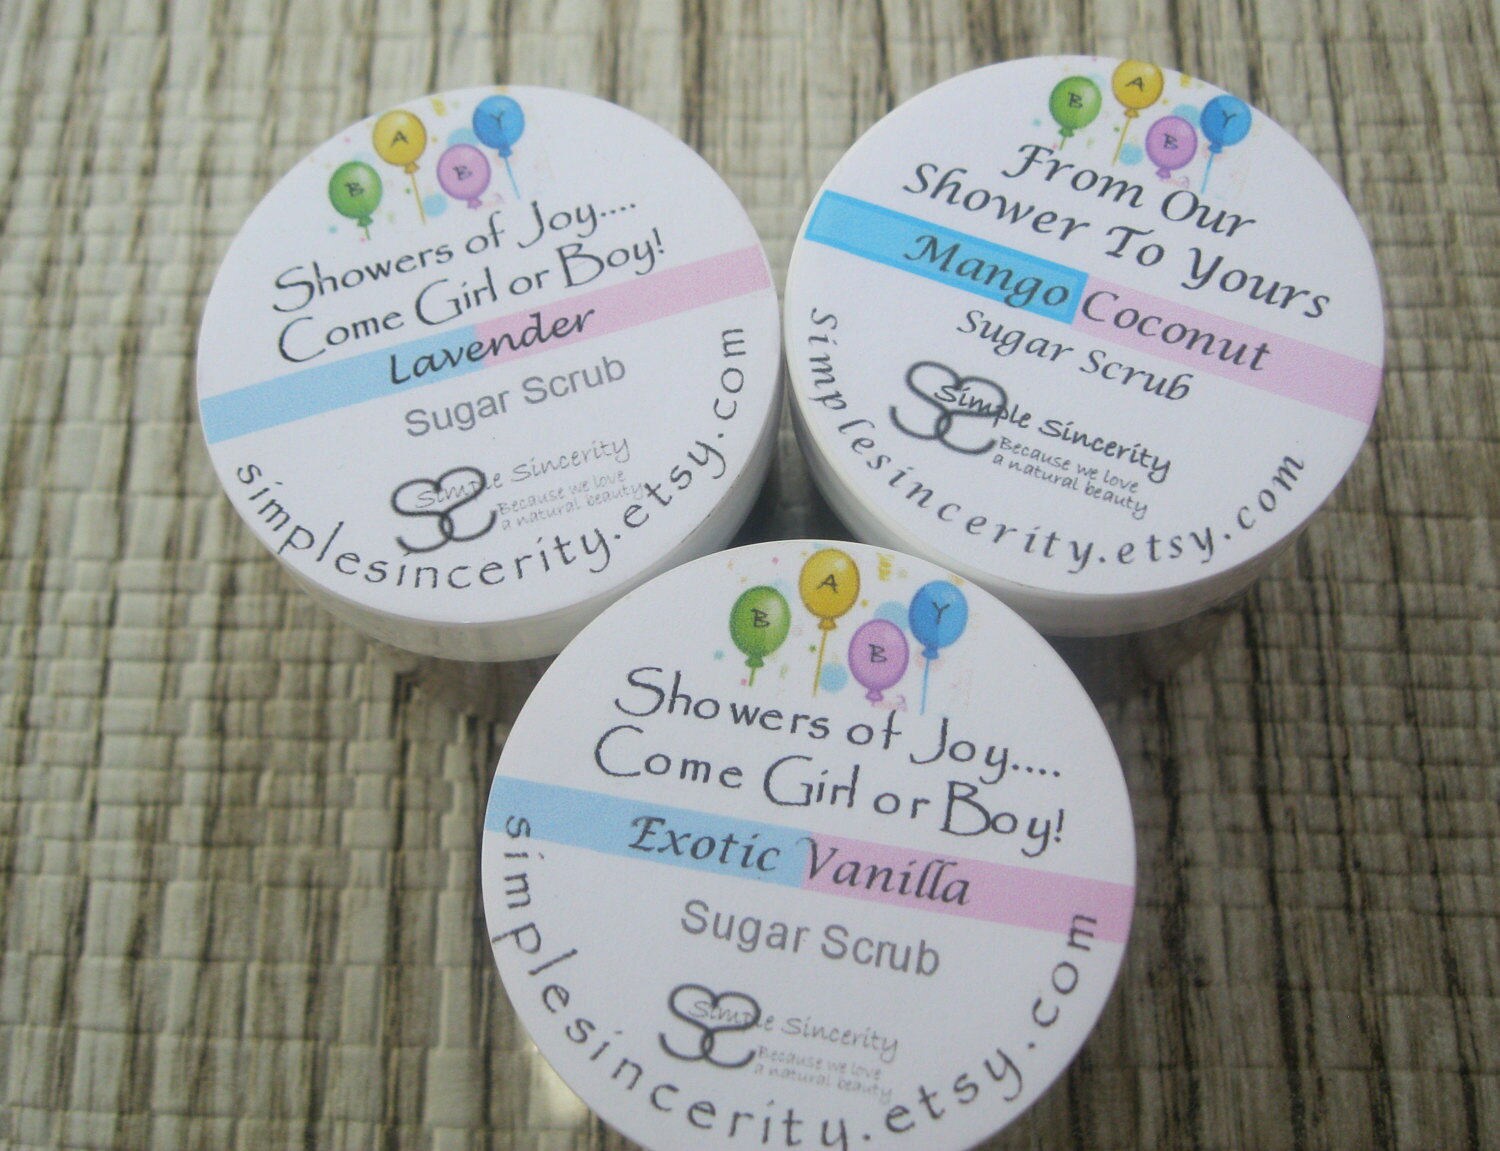 B A B Y
Showers of Joy....
Come Girl or Boy!
Lavender
Sugar Scrub
SS
Simple Sincerity
Because we love
a natural beauty
simplesincerity.etsy.com
B A B Y
From Our
Shower To Yours
Mango Coconut
Sugar Scrub
SS
Simple Sincerity
Because we love
a natural beauty
simplesincerity.etsy.com
B A B Y
Showers of Joy....
Come Girl or Boy!
Exotic Vanilla
Sugar Scrub
SS
Simple Sincerity
Because we love
a natural beauty
simplesincerity.etsy.com